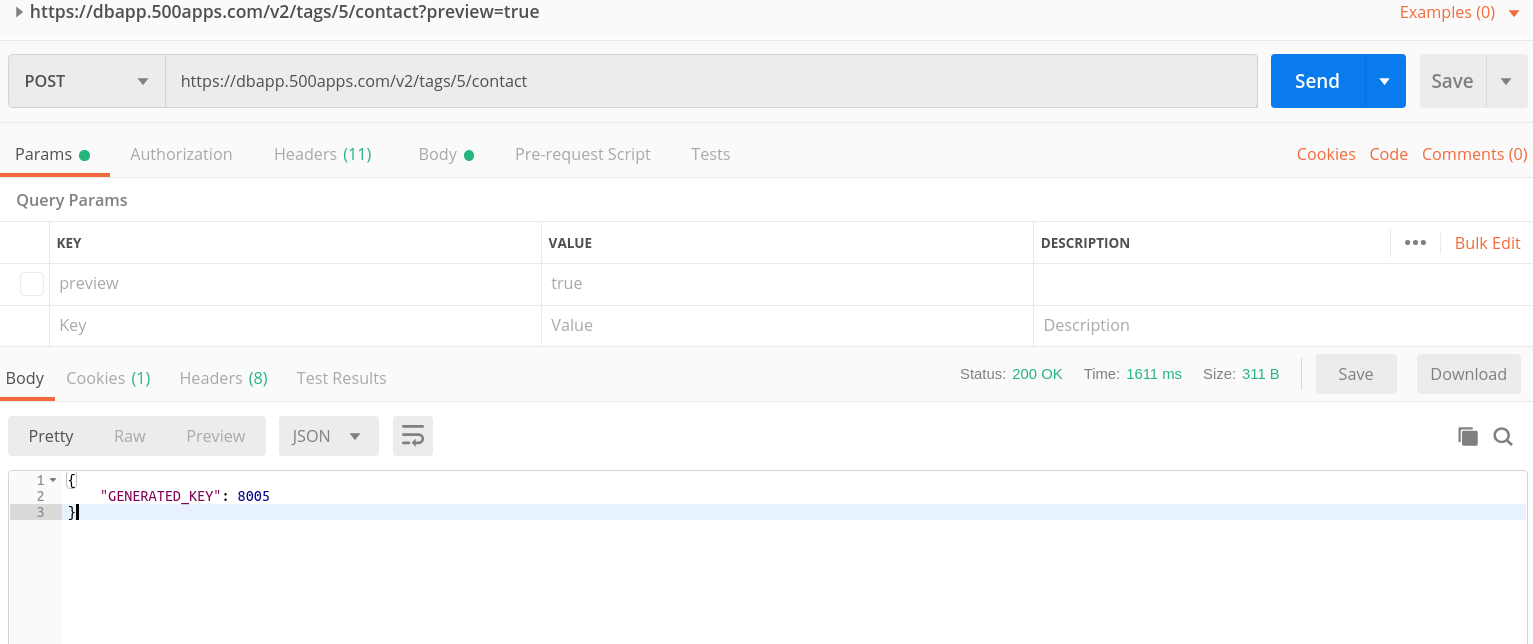 https://dbapp.500apps.com/v2/tags/5/contact?preview=true Examples (0)
POST https://dbapp.500apps.com/v2/tags/5/contact Send Save
Params Authorization Headers (11) Body Pre-request Script Tests Cookies Code Comments (0)
Query Params
KEY VALUE DESCRIPTION ••• Bulk Edit
preview true
Key Value Description
Body Cookies (1) Headers (8) Test Results Status: 200 OK Time: 1611 ms Size: 311 B Save Download
Pretty Raw Preview JSON
1 {
2 "GENERATED_KEY": 8005
3 }